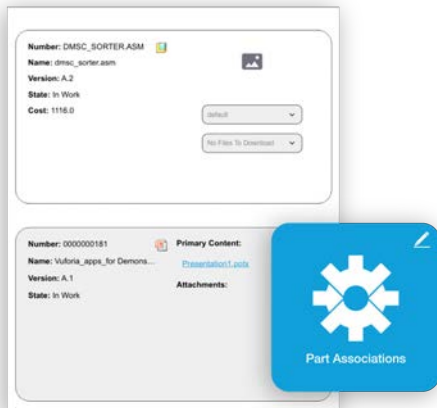 Number: DMSC_SORTER.ASM
Name: dmsc_sorter.asm
Version: A.2
State: In Work
Cost: 1116.0
default
No Files To Download
Number: 0000000181
Name: Vuforia_apps_for Demons...
Version: A.1
State: In Work
Primary Content:
Presentation1.potx
Attachments:
Part Associations